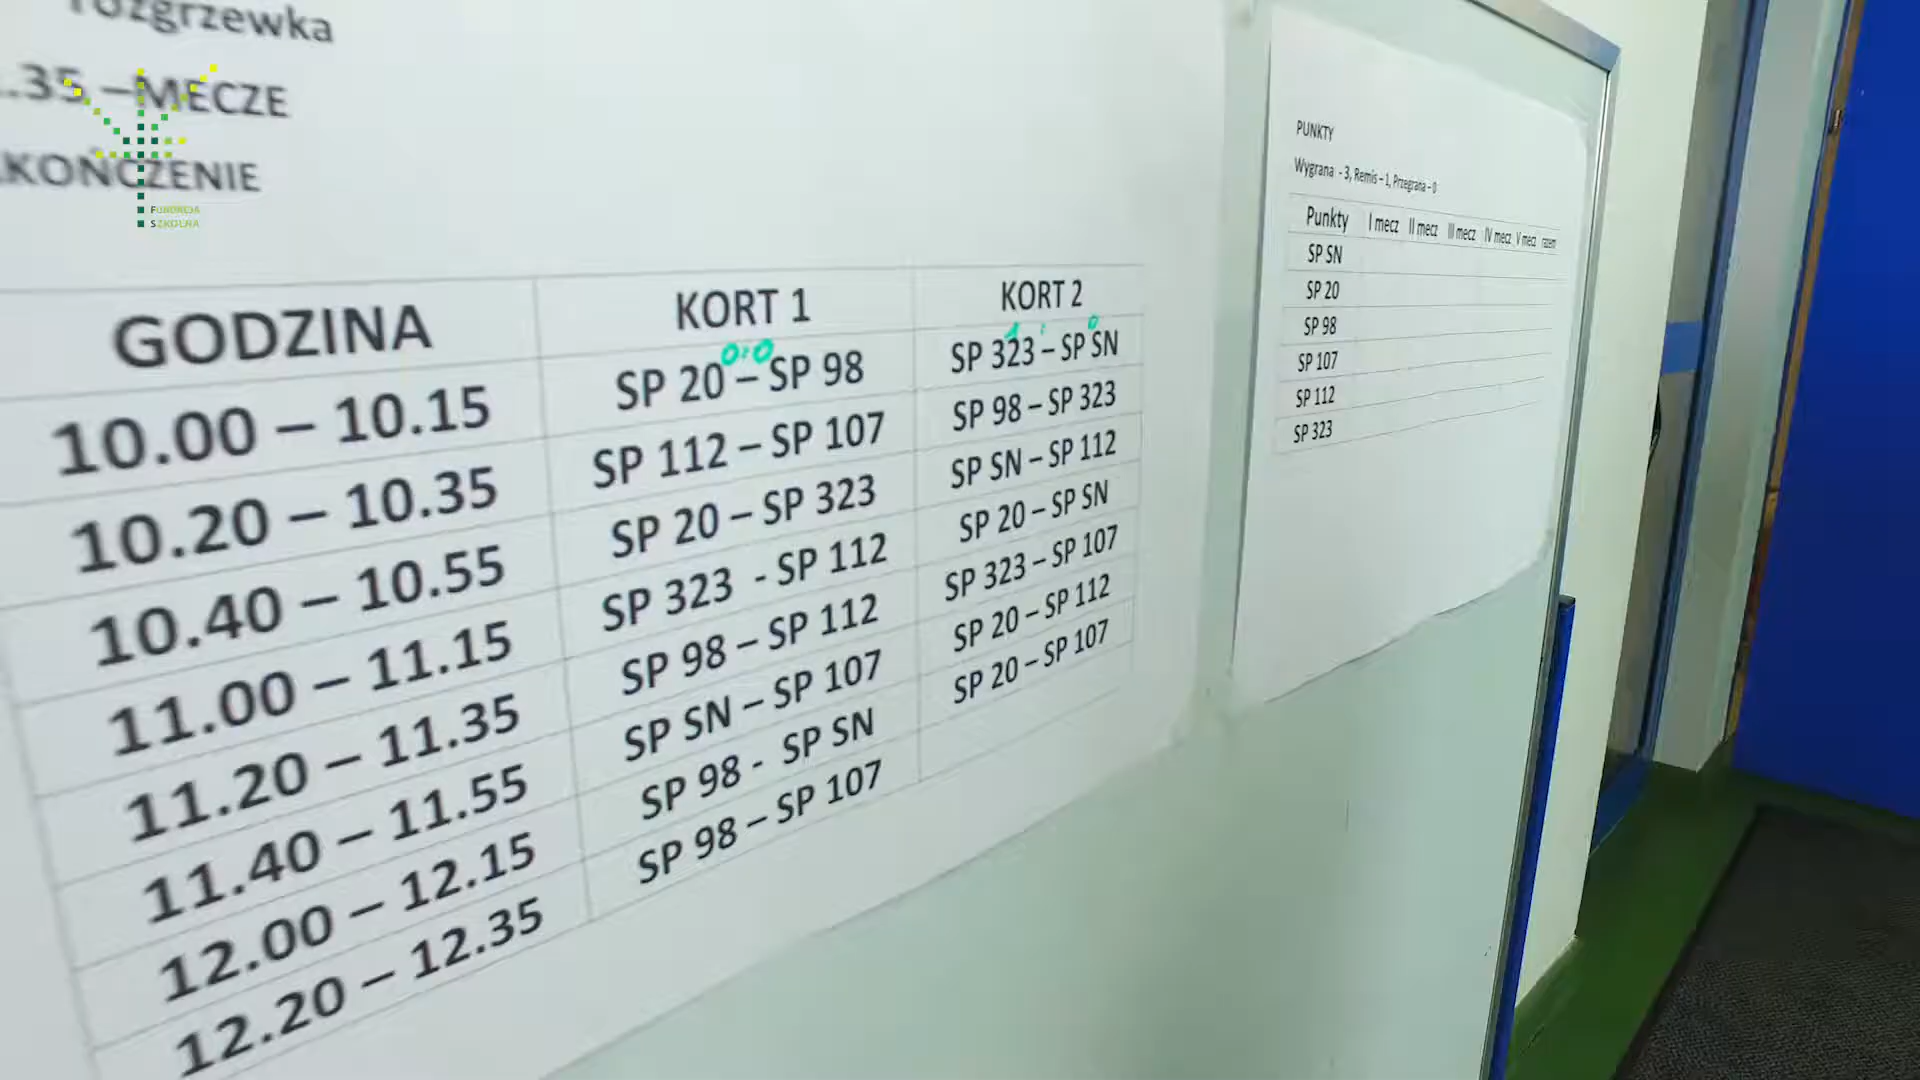 rozgrzewka
.35 – MECZE
KOŃCZENIE
FUNDACJA
SZKOLNA
GODZINA KORT 1 KORT 2
0:0 1 : 0
10.00 – 10.15 SP 20 – SP 98 SP 323 – SP SN
10.20 – 10.35 SP 112 – SP 107 SP 98 – SP 323
10.40 – 10.55 SP 20 – SP 323 SP SN – SP 112
11.00 – 11.15 SP 323 - SP 112 SP 20 – SP SN
11.20 – 11.35 SP 98 – SP 112 SP 323 – SP 107
11.40 – 11.55 SP SN – SP 107 SP 20 – SP 112
12.00 – 12.15 SP 98 - SP SN SP 20 – SP 107
12.20 – 12.35 SP 98 – SP 107
PUNKTY
Wygrana - 3, Remis – 1, Przegrana – 0
Punkty I mecz II mecz III mecz IV mecz V mecz razem
SP SN
SP 20
SP 98
SP 107
SP 112
SP 323